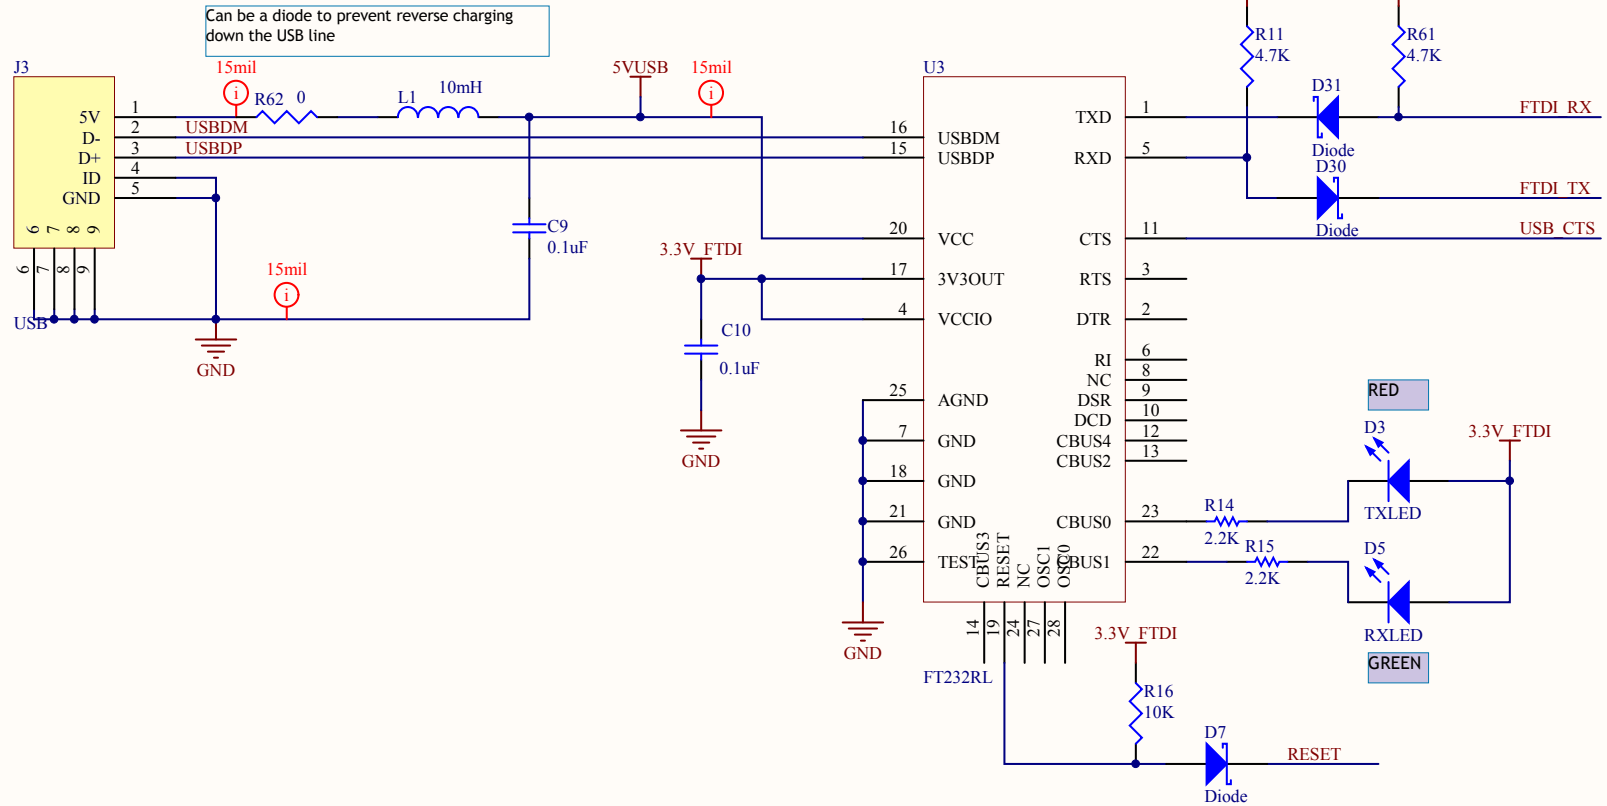 Can be a diode to prevent reverse charging
down the USB line
J3
5V
D-
D+
ID
GND
1
2
3
4
5
6
7
8
9
6
7
8
9
USB
15mil
i
R62 0
L1
10mH
5VUSB
15mil
i
USBDM
USBDP
C9
0.1uF
15mil
i
GND
3.3V_FTDI
C10
0.1uF
GND
U3
16 USBDM
15 USBDP
20 VCC
17 3V3OUT
4 VCCIO
25 AGND
7 GND
18 GND
21 GND
26 TEST
GND
TXD 1
RXD 5
CTS 11
RTS 3
DTR 2
RI 6
NC 8
DSR 9
DCD 10
CBUS4 12
CBUS2 13
CBUS0 23
CBUS1 22
CBUS3 14
RESET 19
NC 24
OSC1 27
OSC0 28
FT232RL
R11
4.7K
R61
4.7K
D31
Diode
D30
Diode
FTDI_RX
FTDI_TX
USB_CTS
RED
D3
TXLED
3.3V_FTDI
R14
2.2K
R15
2.2K
D5
RXLED
GREEN
3.3V_FTDI
R16
10K
D7
Diode
RESET